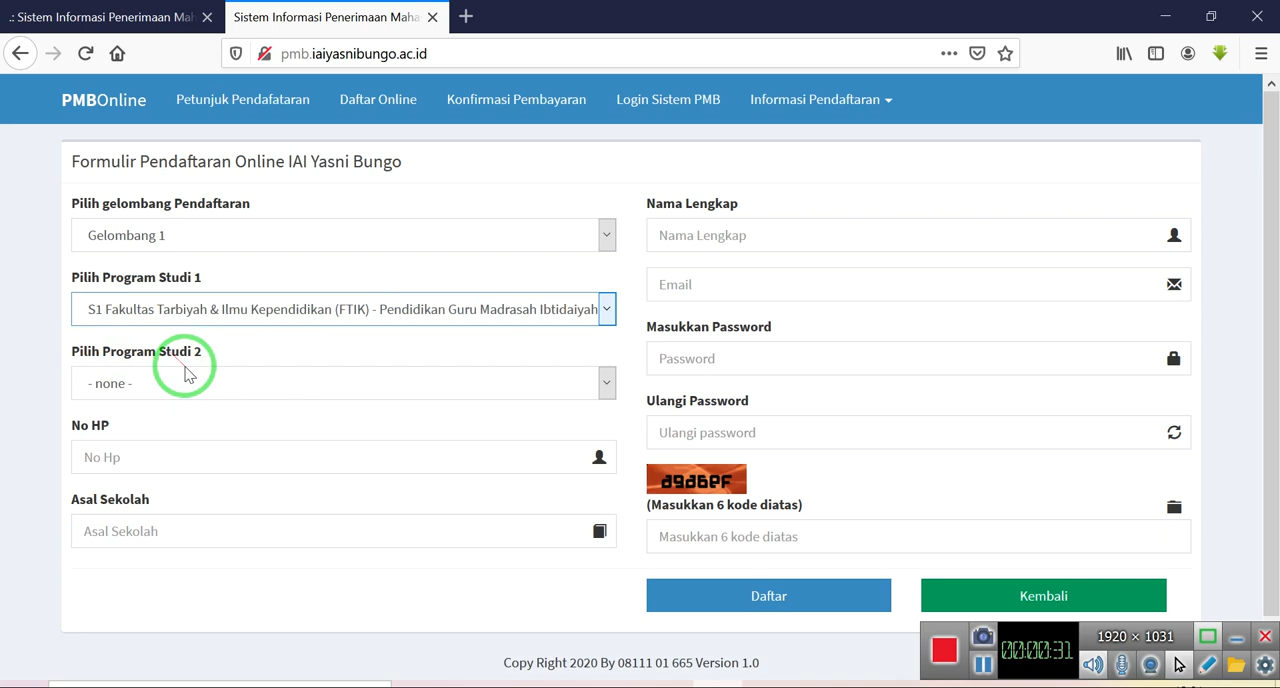 .: Sistem Informasi Penerimaan Mah
Sistem Informasi Penerimaan Maha
pmb.iaiyasnibungo.ac.id
PMBOnline Petunjuk Pendafataran Daftar Online Konfirmasi Pembayaran Login Sistem PMB Informasi Pendaftaran
Formulir Pendaftaran Online IAI Yasni Bungo
Pilih gelombang Pendaftaran
Gelombang 1
Pilih Program Studi 1
S1 Fakultas Tarbiyah & Ilmu Kependidikan (FTIK) - Pendidikan Guru Madrasah Ibtidaiyah
Pilih Program Studi 2
- none -
No HP
No Hp
Asal Sekolah
Asal Sekolah
Nama Lengkap
Nama Lengkap
Email
Masukkan Password
Password
Ulangi Password
Ulangi password
(Masukkan 6 kode diatas)
Masukkan 6 kode diatas
Daftar Kembali
Copy Right 2020 By 08111 01 665 Version 1.0
00:00:31
1920 × 1031